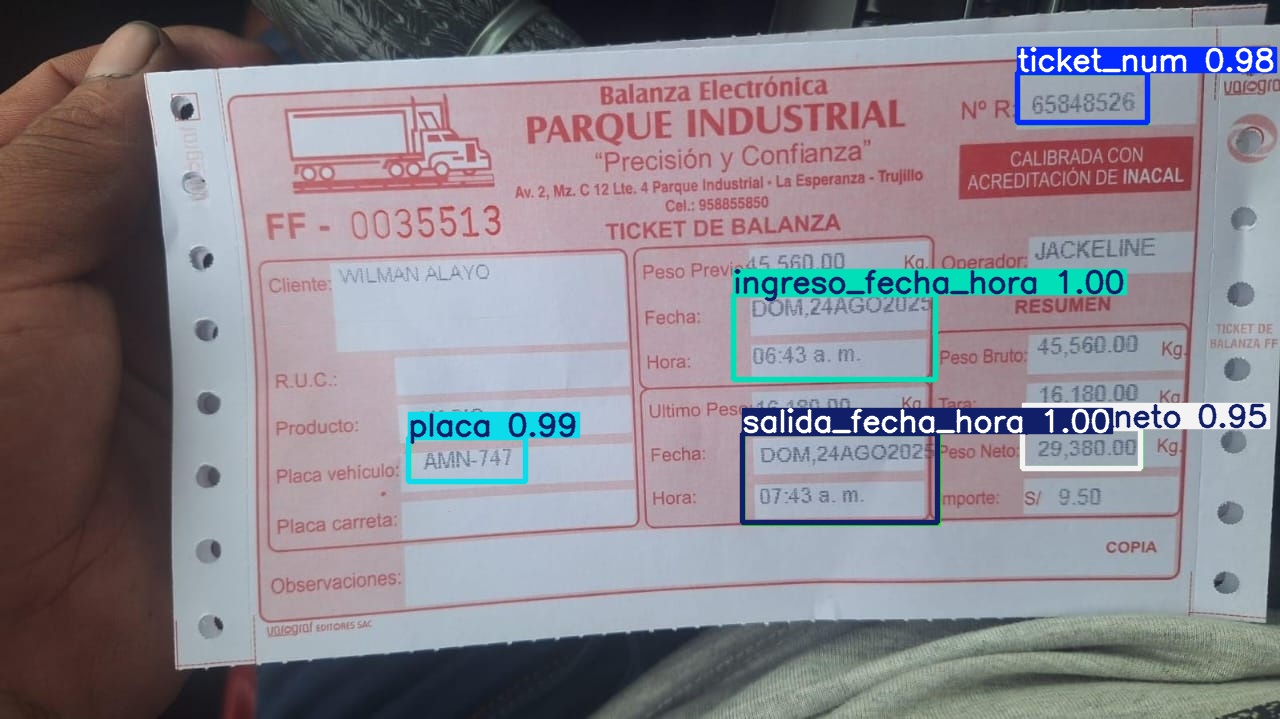 ticket_num 0.98
Balanza Electrónica
PARQUE INDUSTRIAL
"Precisión y Confianza"
Av. 2, Mz. C 12 Lte. 4 Parque Industrial - La Esperanza - Trujillo
Cel.: 958855850
Nº R: 65848526
CALIBRADA CON
ACREDITACIÓN DE INACAL
FF - 0035513
TICKET DE BALANZA
Cliente: WILMAN ALAYO
R.U.C.:
Producto:
placa 0.99
Placa vehículo: AMN-747
Placa carreta:
Peso Previo 45,560.00 Kg.
ingreso_fecha_hora 1.00
Fecha: DOM,24AGO2025
Hora: 06:43 a. m.
Ultimo Peso 16,180.00 Kg.
salida_fecha_hora 1.00
Fecha: DOM,24AGO2025
Hora: 07:43 a. m.
Operador: JACKELINE
RESUMEN
Peso Bruto: 45,560.00 Kg.
Tara: 16,180.00 Kg.
neto 0.95
Peso Neto: 29,380.00 Kg.
mporte: S/ 9.50
Observaciones:
COPIA
varograf EDITORES SAC
varogra
TICKET DE
BALANZA FF
varograf